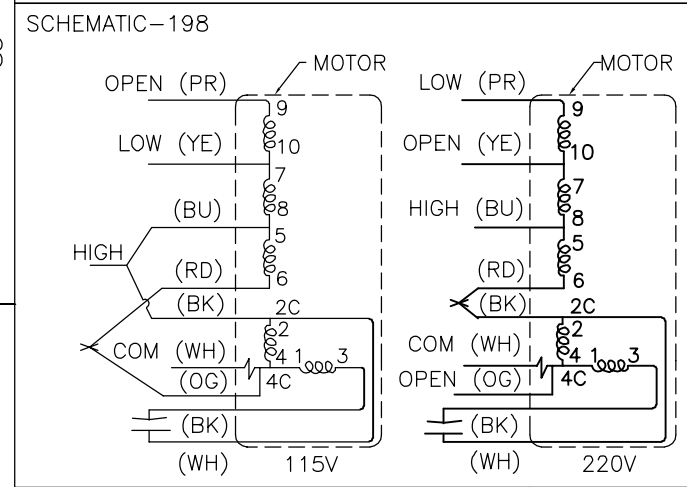 SCHEMATIC-198
MOTOR
OPEN (PR)
9
10
LOW (YE)
7
8
(BU)
5
6
HIGH
(RD)
(BK)
2C
2
COM (WH)
4 1 3
(OG)
4C
(BK)
(WH)
115V
MOTOR
LOW (PR)
9
10
OPEN (YE)
7
8
HIGH (BU)
5
6
(RD)
(BK)
2C
2
COM (WH)
4 1 3
OPEN (OG)
4C
(BK)
(WH)
220V